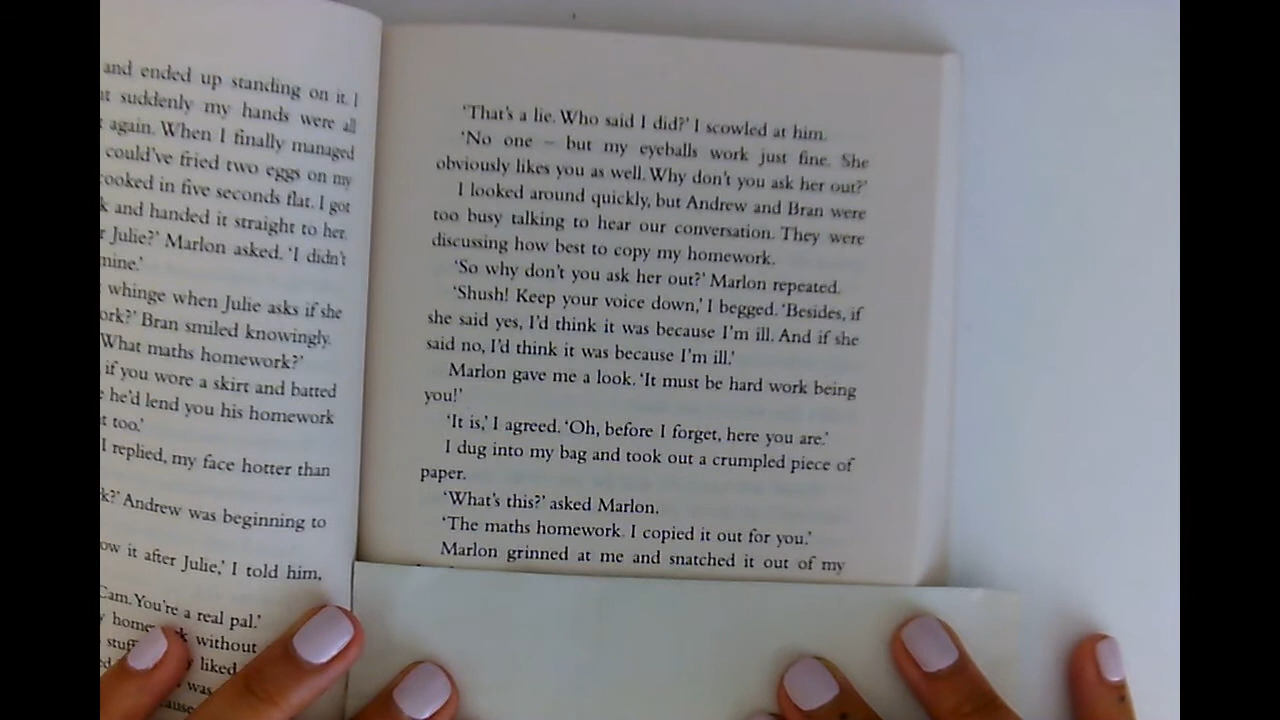 and ended up standing on it. I
suddenly my hands were all
again. When I finally managed
could've fried two eggs on my
cooked in five seconds flat. I got
and handed it straight to her.
Julie?' Marlon asked. 'I didn't
mine.'
whinge when Julie asks if she
Bran smiled knowingly.
What maths homework?'
if you wore a skirt and batted
he'd lend you his homework
too.'
I replied, my face hotter than
Andrew was beginning to
it after Julie,' I told him,
Cam. You're a real pal.'
without
liked
was
'That's a lie. Who said I did?' I scowled at him.
'No one – but my eyeballs work just fine. She
obviously likes you as well. Why don't you ask her out?'
I looked around quickly, but Andrew and Bran were
too busy talking to hear our conversation. They were
discussing how best to copy my homework.
'So why don't you ask her out?' Marlon repeated.
'Shush! Keep your voice down,' I begged. 'Besides, if
she said yes, I'd think it was because I'm ill. And if she
said no, I'd think it was because I'm ill.'
Marlon gave me a look. 'It must be hard work being
you!'
'It is,' I agreed. 'Oh, before I forget, here you are.'
I dug into my bag and took out a crumpled piece of
paper.
'What's this?' asked Marlon.
'The maths homework. I copied it out for you.'
Marlon grinned at me and snatched it out of my